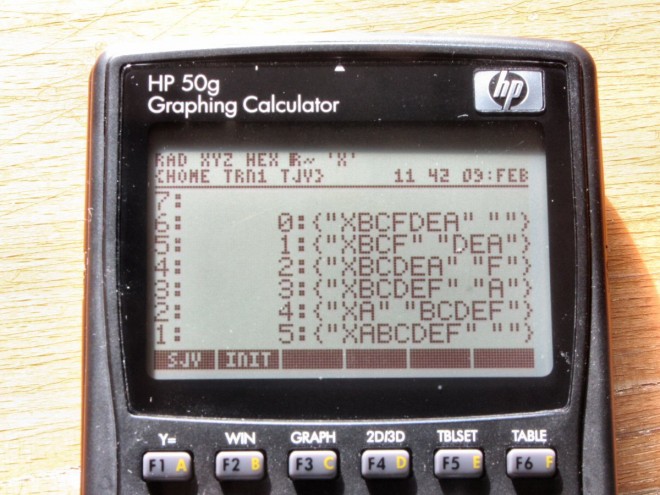 HP 50g
Graphing Calculator
hp
RAD XYZ HEX R~ 'X'
{HOME TRN1 TJV} 11 42 09:FEB
7:
6: 0:{"XBCFDEA" ""}
5: 1:{"XBCF" "DEA"}
4: 2:{"XBCDEA" "F"}
3: 3:{"XBCDEF" "A"}
2: 4:{"XA" "BCDEF"}
1: 5:{"XABCDEF" ""}
SJV INIT
Y= WIN GRAPH 2D/3D TBLSET TABLE
F1 A F2 B F3 C F4 D F5 E F6 F